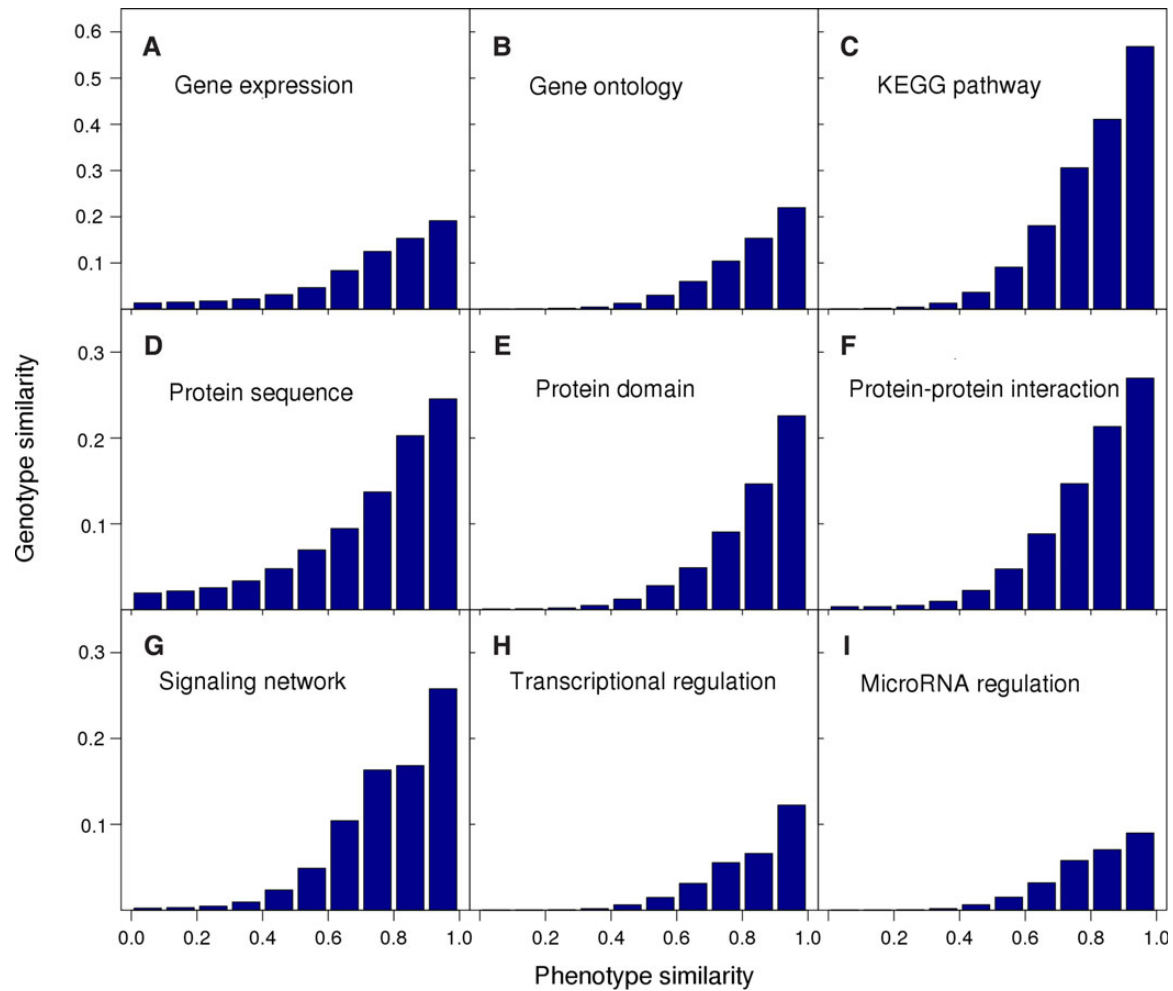 A
Gene expression
B
Gene ontology
C
KEGG pathway
0.6
0.5
0.4
0.3
0.2
0.1
D
Protein sequence
E
Protein domain
F
Protein-protein interaction
0.3
0.2
0.1
Genotype similarity
G
Signaling network
H
Transcriptional regulation
I
MicroRNA regulation
0.3
0.2
0.1
0.0 0.2 0.4 0.6 0.8 1.0 0.2 0.4 0.6 0.8 1.0 0.2 0.4 0.6 0.8 1.0
Phenotype similarity